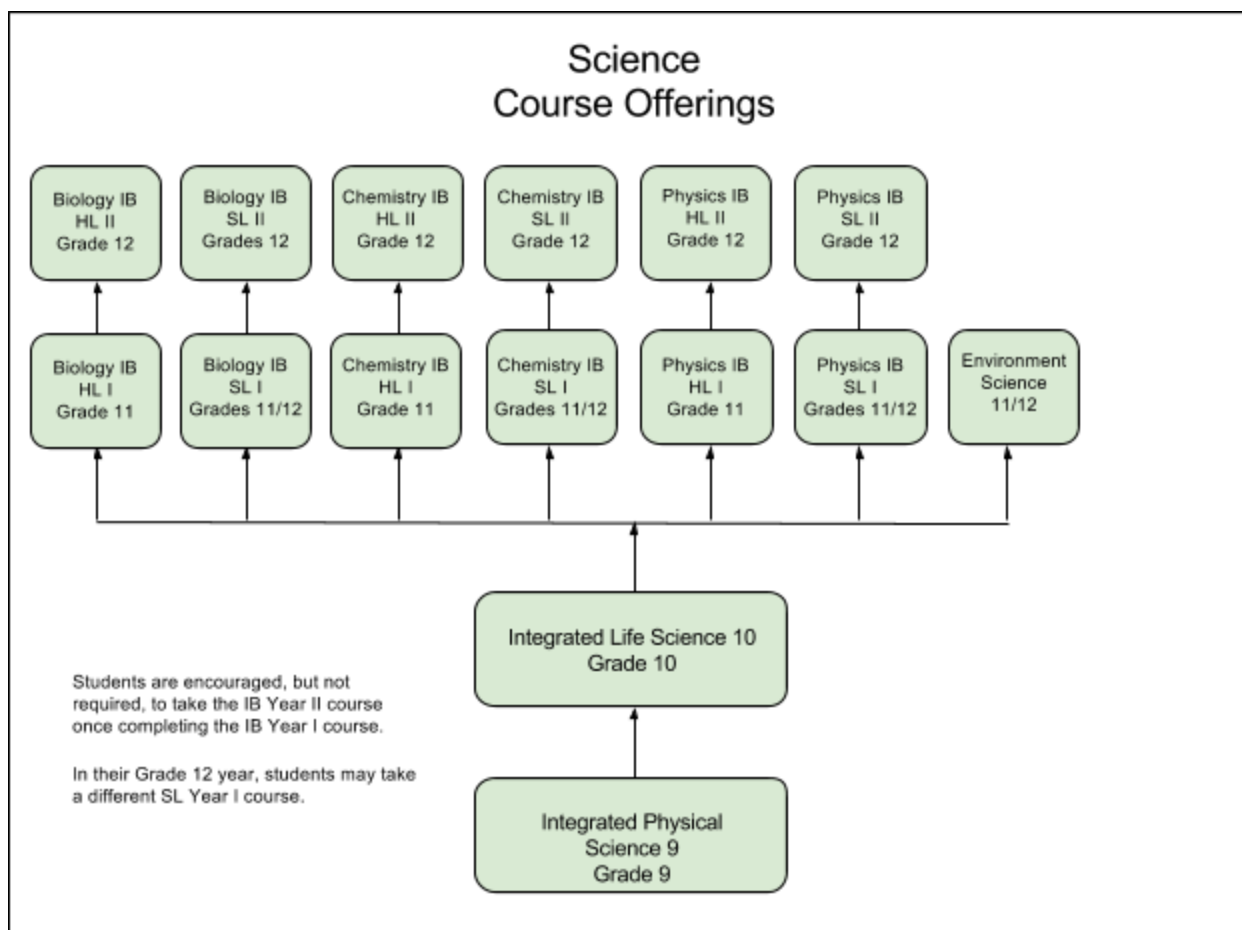 Science
Course Offerings
Biology IB
HL II
Grade 12
Biology IB
SL II
Grades 12
Chemistry IB
HL II
Grade 12
Chemistry IB
SL II
Grade 12
Physics IB
HL II
Grade 12
Physics IB
SL II
Grade 12
Biology IB
HL I
Grade 11
Biology IB
SL I
Grades 11/12
Chemistry IB
HL I
Grade 11
Chemistry IB
SL I
Grades 11/12
Physics IB
HL I
Grade 11
Physics IB
SL I
Grades 11/12
Environment
Science
11/12
Integrated Life Science 10
Grade 10
Students are encouraged, but not
required, to take the IB Year II course
once completing the IB Year I course.
In their Grade 12 year, students may take
a different SL Year I course.
Integrated Physical
Science 9
Grade 9